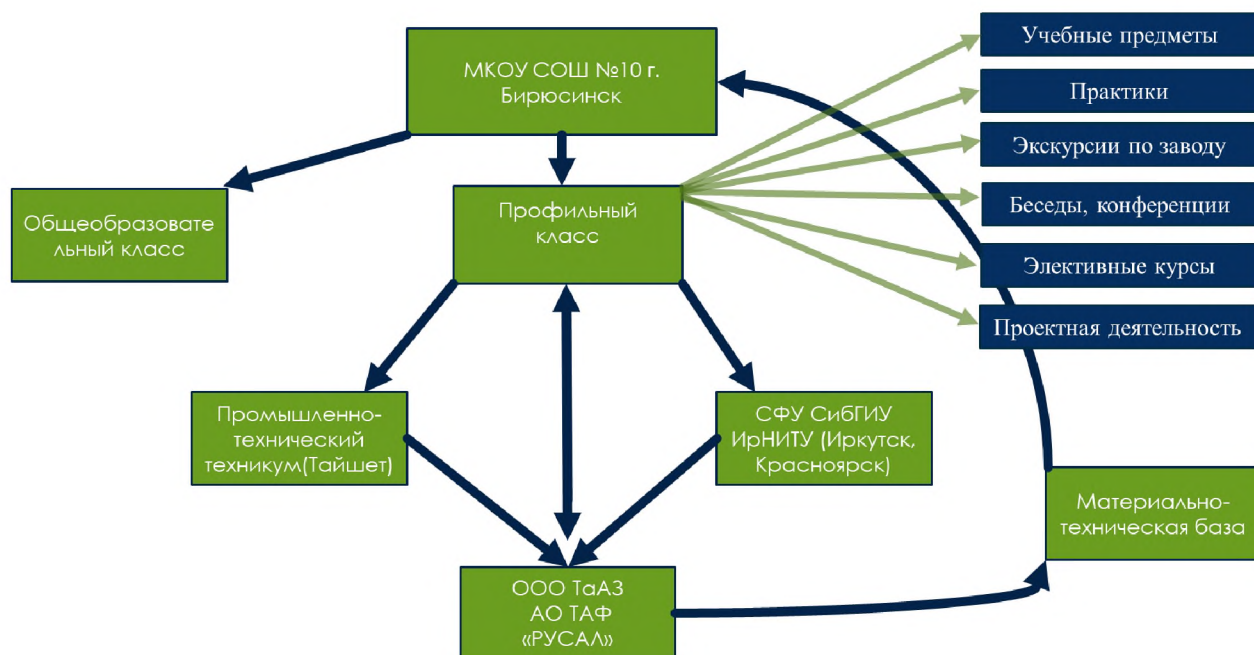 МКОУ СОШ №10 г.
Бирюсинск
Учебные предметы
Практики
Экскурсии по заводу
Беседы, конференции
Элективные курсы
Проектная деятельность
Общеобразовате
льный класс
Профильный
класс
Промышленно-
технический
техникум(Тайшет)
СФУ СибГИУ
ИрНИТУ (Иркутск,
Красноярск)
Материально-
техническая база
ООО ТаАЗ
АО ТАФ
«РУСАЛ»